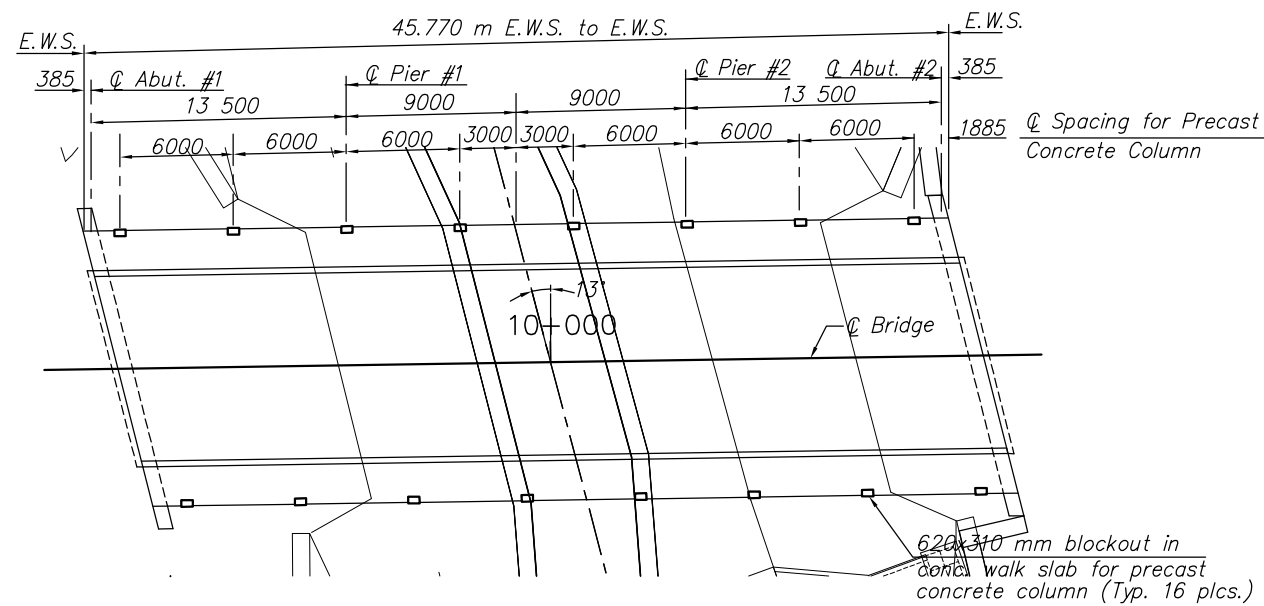 45.770 m E.W.S. to E.W.S.
E.W.S.
E.W.S.
385
℄ Abut. #1
℄ Pier #1
℄ Pier #2
℄ Abut. #2
385
13 500
9000
9000
13 500
6000
6000
6000
3000
3000
6000
6000
6000
1885
℄ Spacing for Precast
Concrete Column
13°
10+000
℄ Bridge
620x310 mm blockout in
conc. walk slab for precast
concrete column (Typ. 16 plcs.)